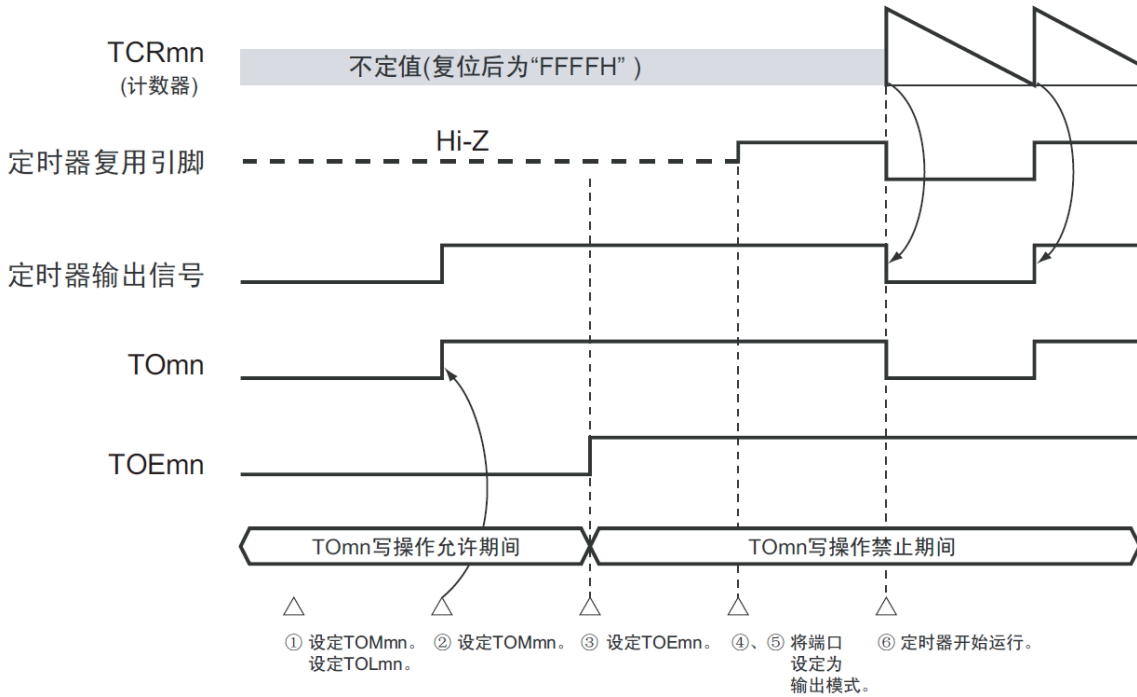 TCRmn
(计数器)
不定值(复位后为“FFFFH” )
Hi-Z
定时器复用引脚
定时器输出信号
TOmn
TOEmn
TOmn写操作允许期间
TOmn写操作禁止期间
① 设定TOMmn。
设定TOLmn。
② 设定TOMmn。
③ 设定TOEmn。
④、⑤ 将端口
设定为
输出模式。
⑥ 定时器开始运行。